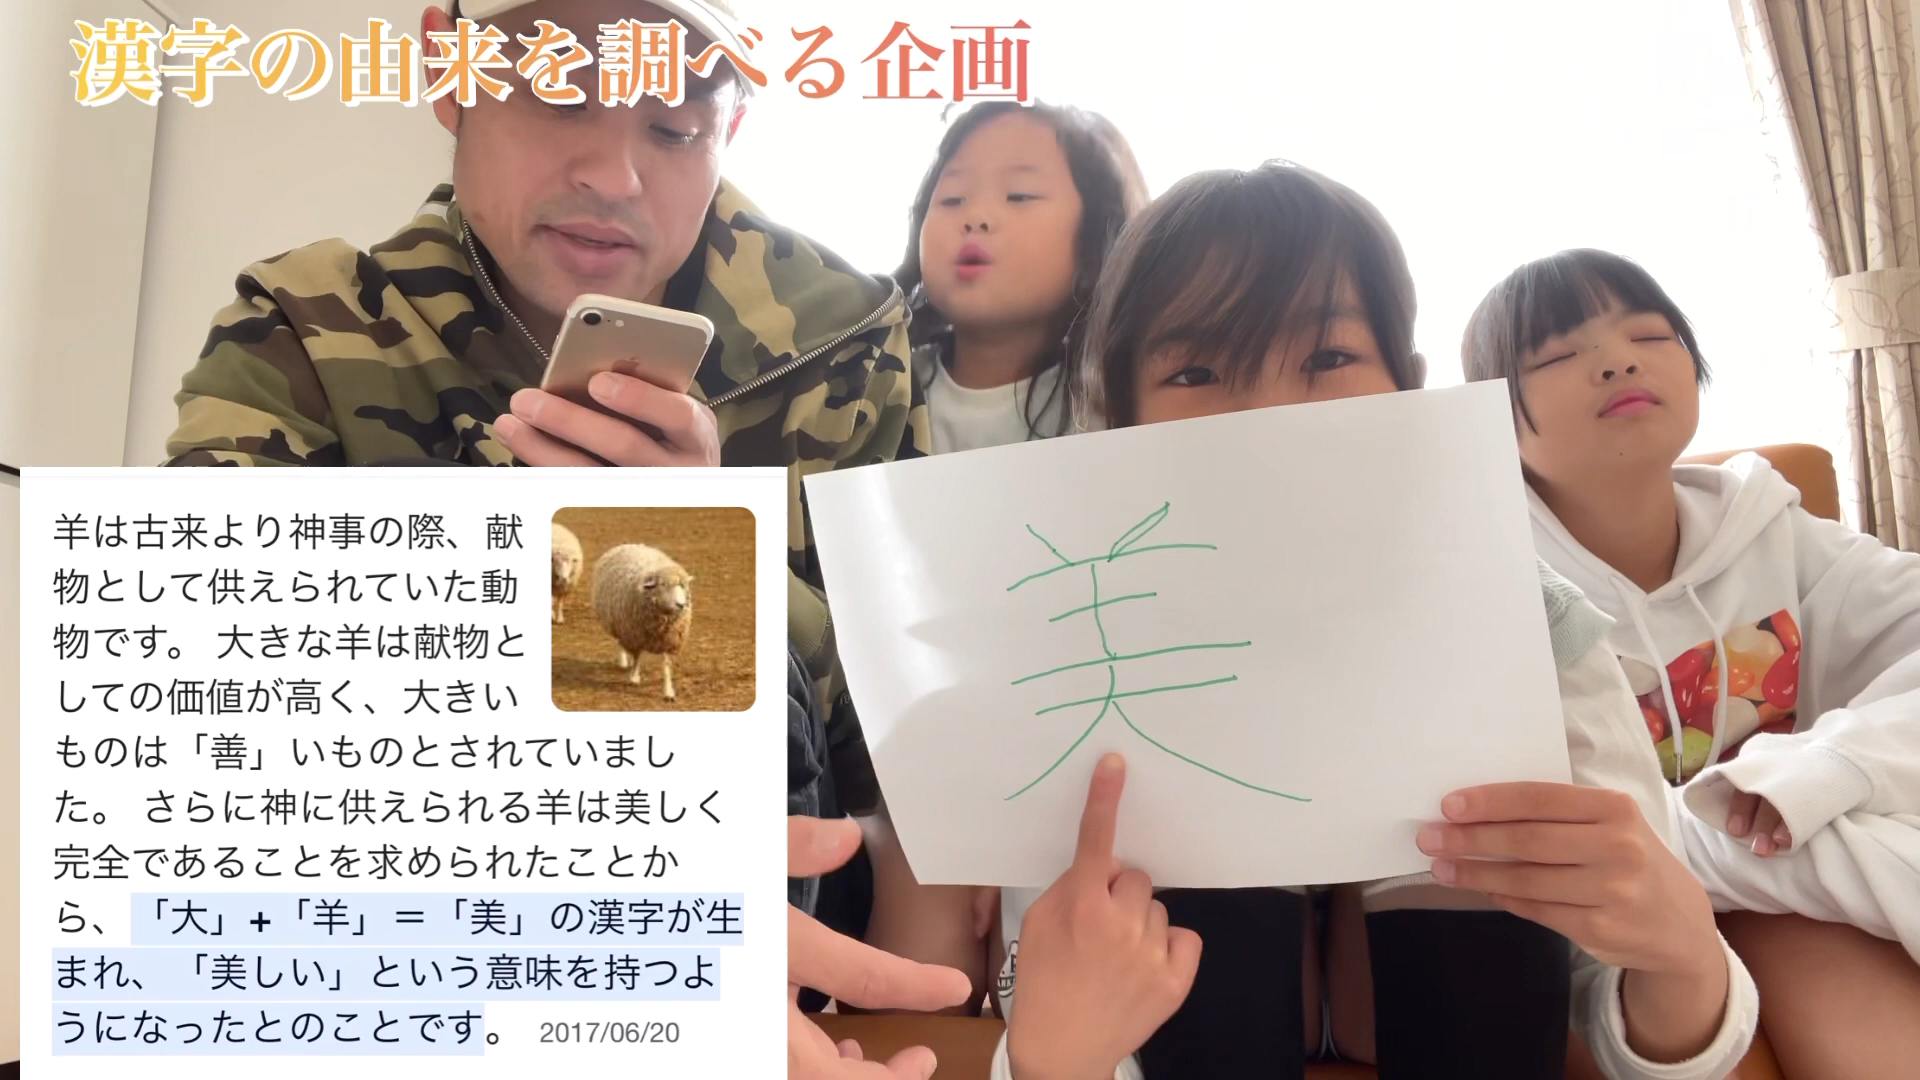 漢字の由来を調べる企画
羊は古来より神事の際、献
物として供えられていた動
物です。 大きな羊は献物と
しての価値が高く、大きい
ものは「善」いものとされていまし
た。 さらに神に供えられる羊は美しく
完全であることを求められたことか
ら、「大」+「羊」＝「美」の漢字が生
まれ、「美しい」という意味を持つよ
うになったとのことです。 2017/06/20
美